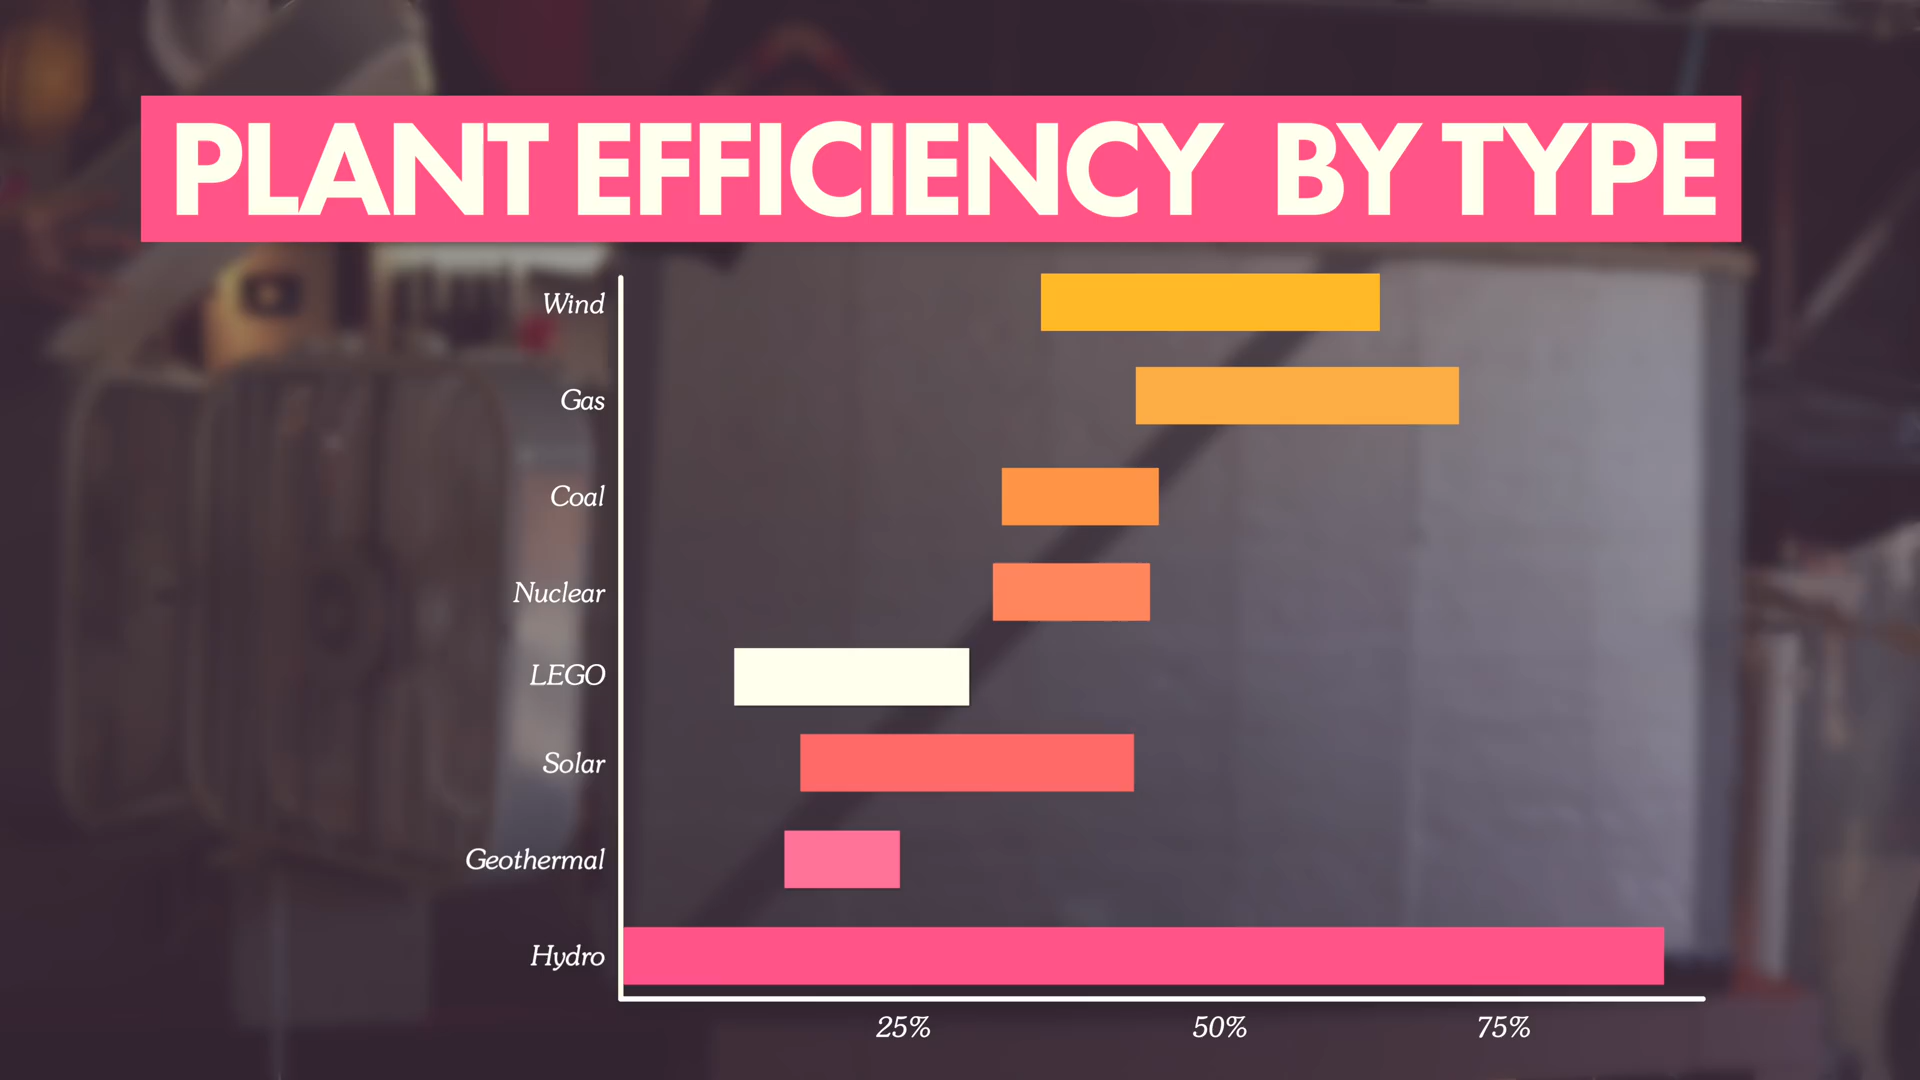 PLANT EFFICIENCY BY TYPE
Wind
Gas
Coal
Nuclear
LEGO
Solar
Geothermal
Hydro
25% 50% 75%